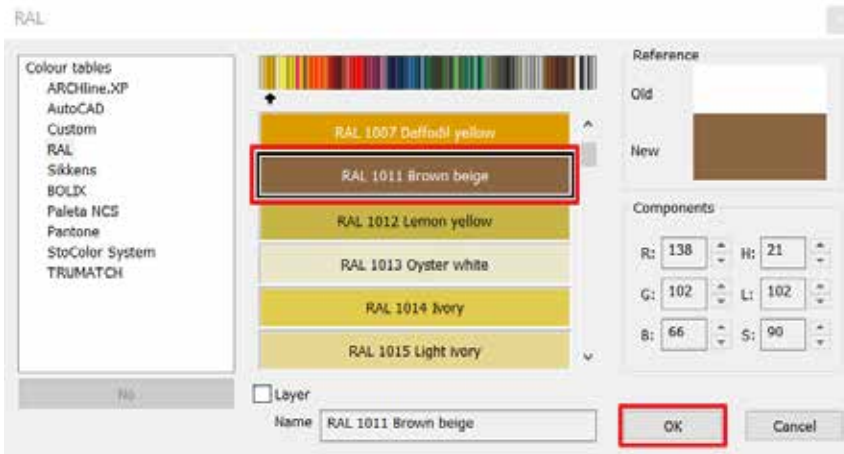 RAL
Colour tables
ARCHline.XP
AutoCAD
Custom
RAL
Sikkens
BOLIX
Paleta NCS
Pantone
StoColor System
TRUMATCH
No
RAL 1007 Daffodil yellow
RAL 1011 Brown beige
RAL 1012 Lemon yellow
RAL 1013 Oyster white
RAL 1014 Ivory
RAL 1015 Light ivory
Layer
Name RAL 1011 Brown beige
Reference
Old
New
Components
R: 138 H: 21
G: 102 L: 102
B: 66 S: 90
OK Cancel